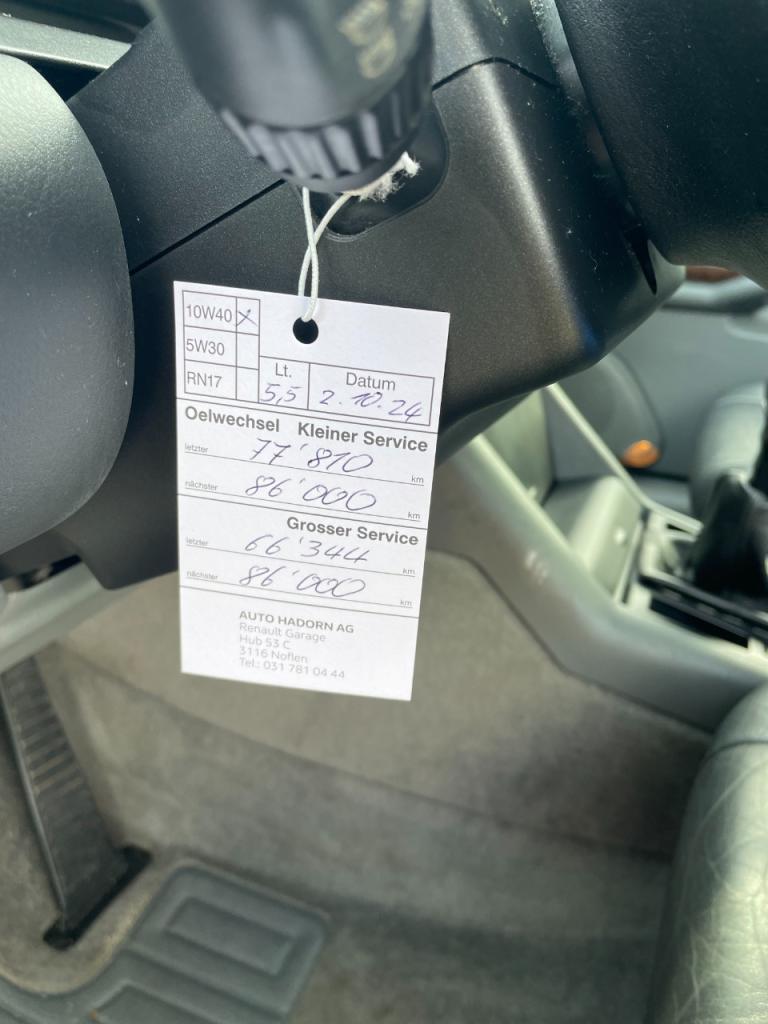 10W40 X
5W30
RN17
Lt. Datum
5,5 2.10.24
Oelwechsel Kleiner Service
letzter 77'810 km
nächster 86'000 km
Grosser Service
letzter 66'344 km
nächster 86'000 km
AUTO HADORN AG
Renault Garage
Hub 53 C
3116 Noflen
Tel.: 031 781 04 44